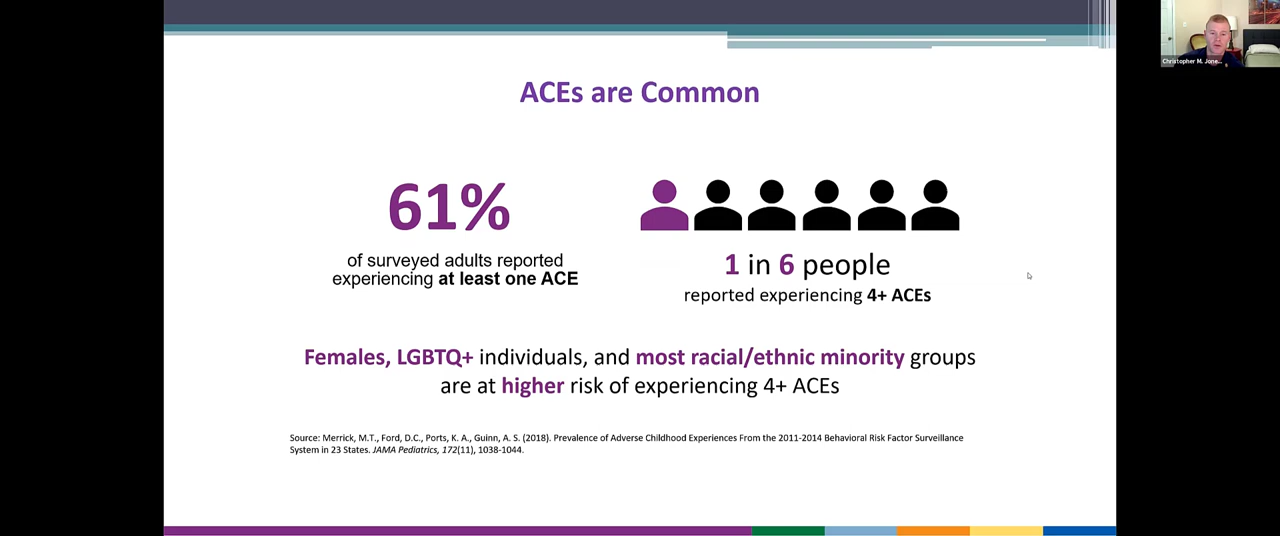 Christopher M. Jone...
ACEs are Common
61%
of surveyed adults reported
experiencing at least one ACE
1 in 6 people
reported experiencing 4+ ACEs
Females, LGBTQ+ individuals, and most racial/ethnic minority groups
are at higher risk of experiencing 4+ ACEs
Source: Merrick, M.T., Ford, D.C., Ports, K. A., Guinn, A. S. (2018). Prevalence of Adverse Childhood Experiences From the 2011-2014 Behavioral Risk Factor Surveillance
System in 23 States. JAMA Pediatrics, 172(11), 1038-1044.